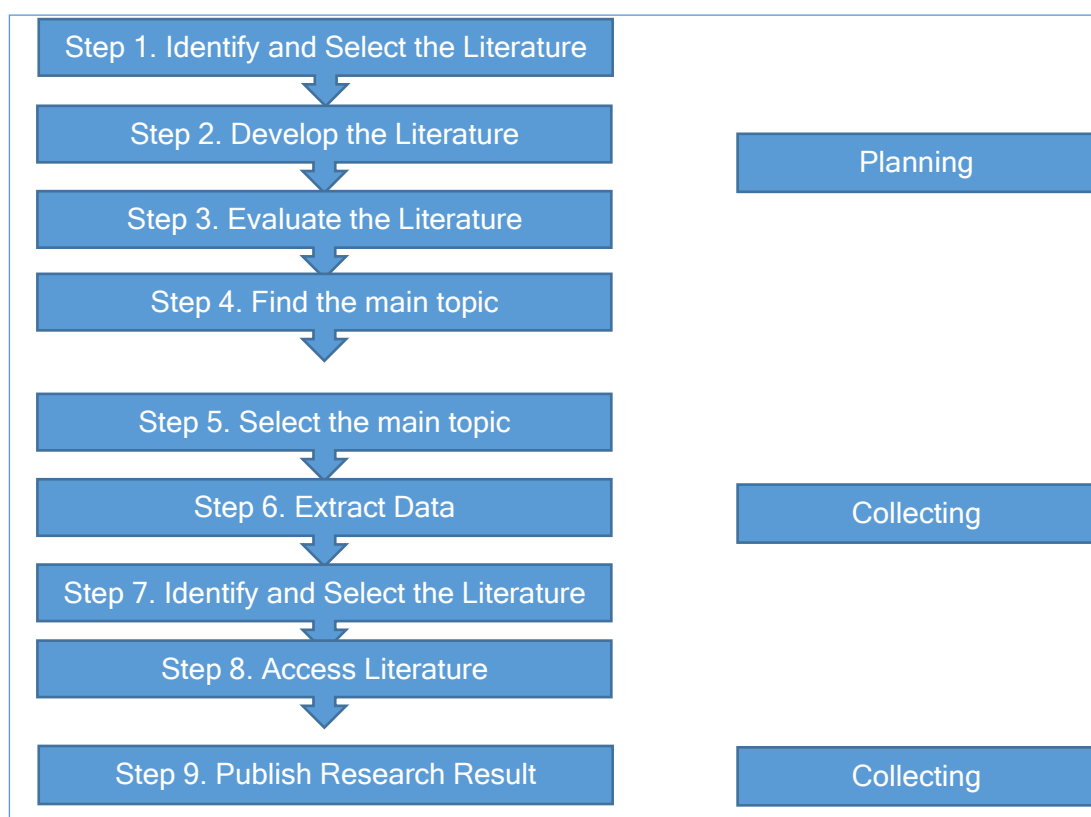 Step 1. Identify and Select the Literature
Step 2. Develop the Literature
Planning
Step 3. Evaluate the Literature
Step 4. Find the main topic
Step 5. Select the main topic
Step 6. Extract Data
Collecting
Step 7. Identify and Select the Literature
Step 8. Access Literature
Step 9. Publish Research Result
Collecting